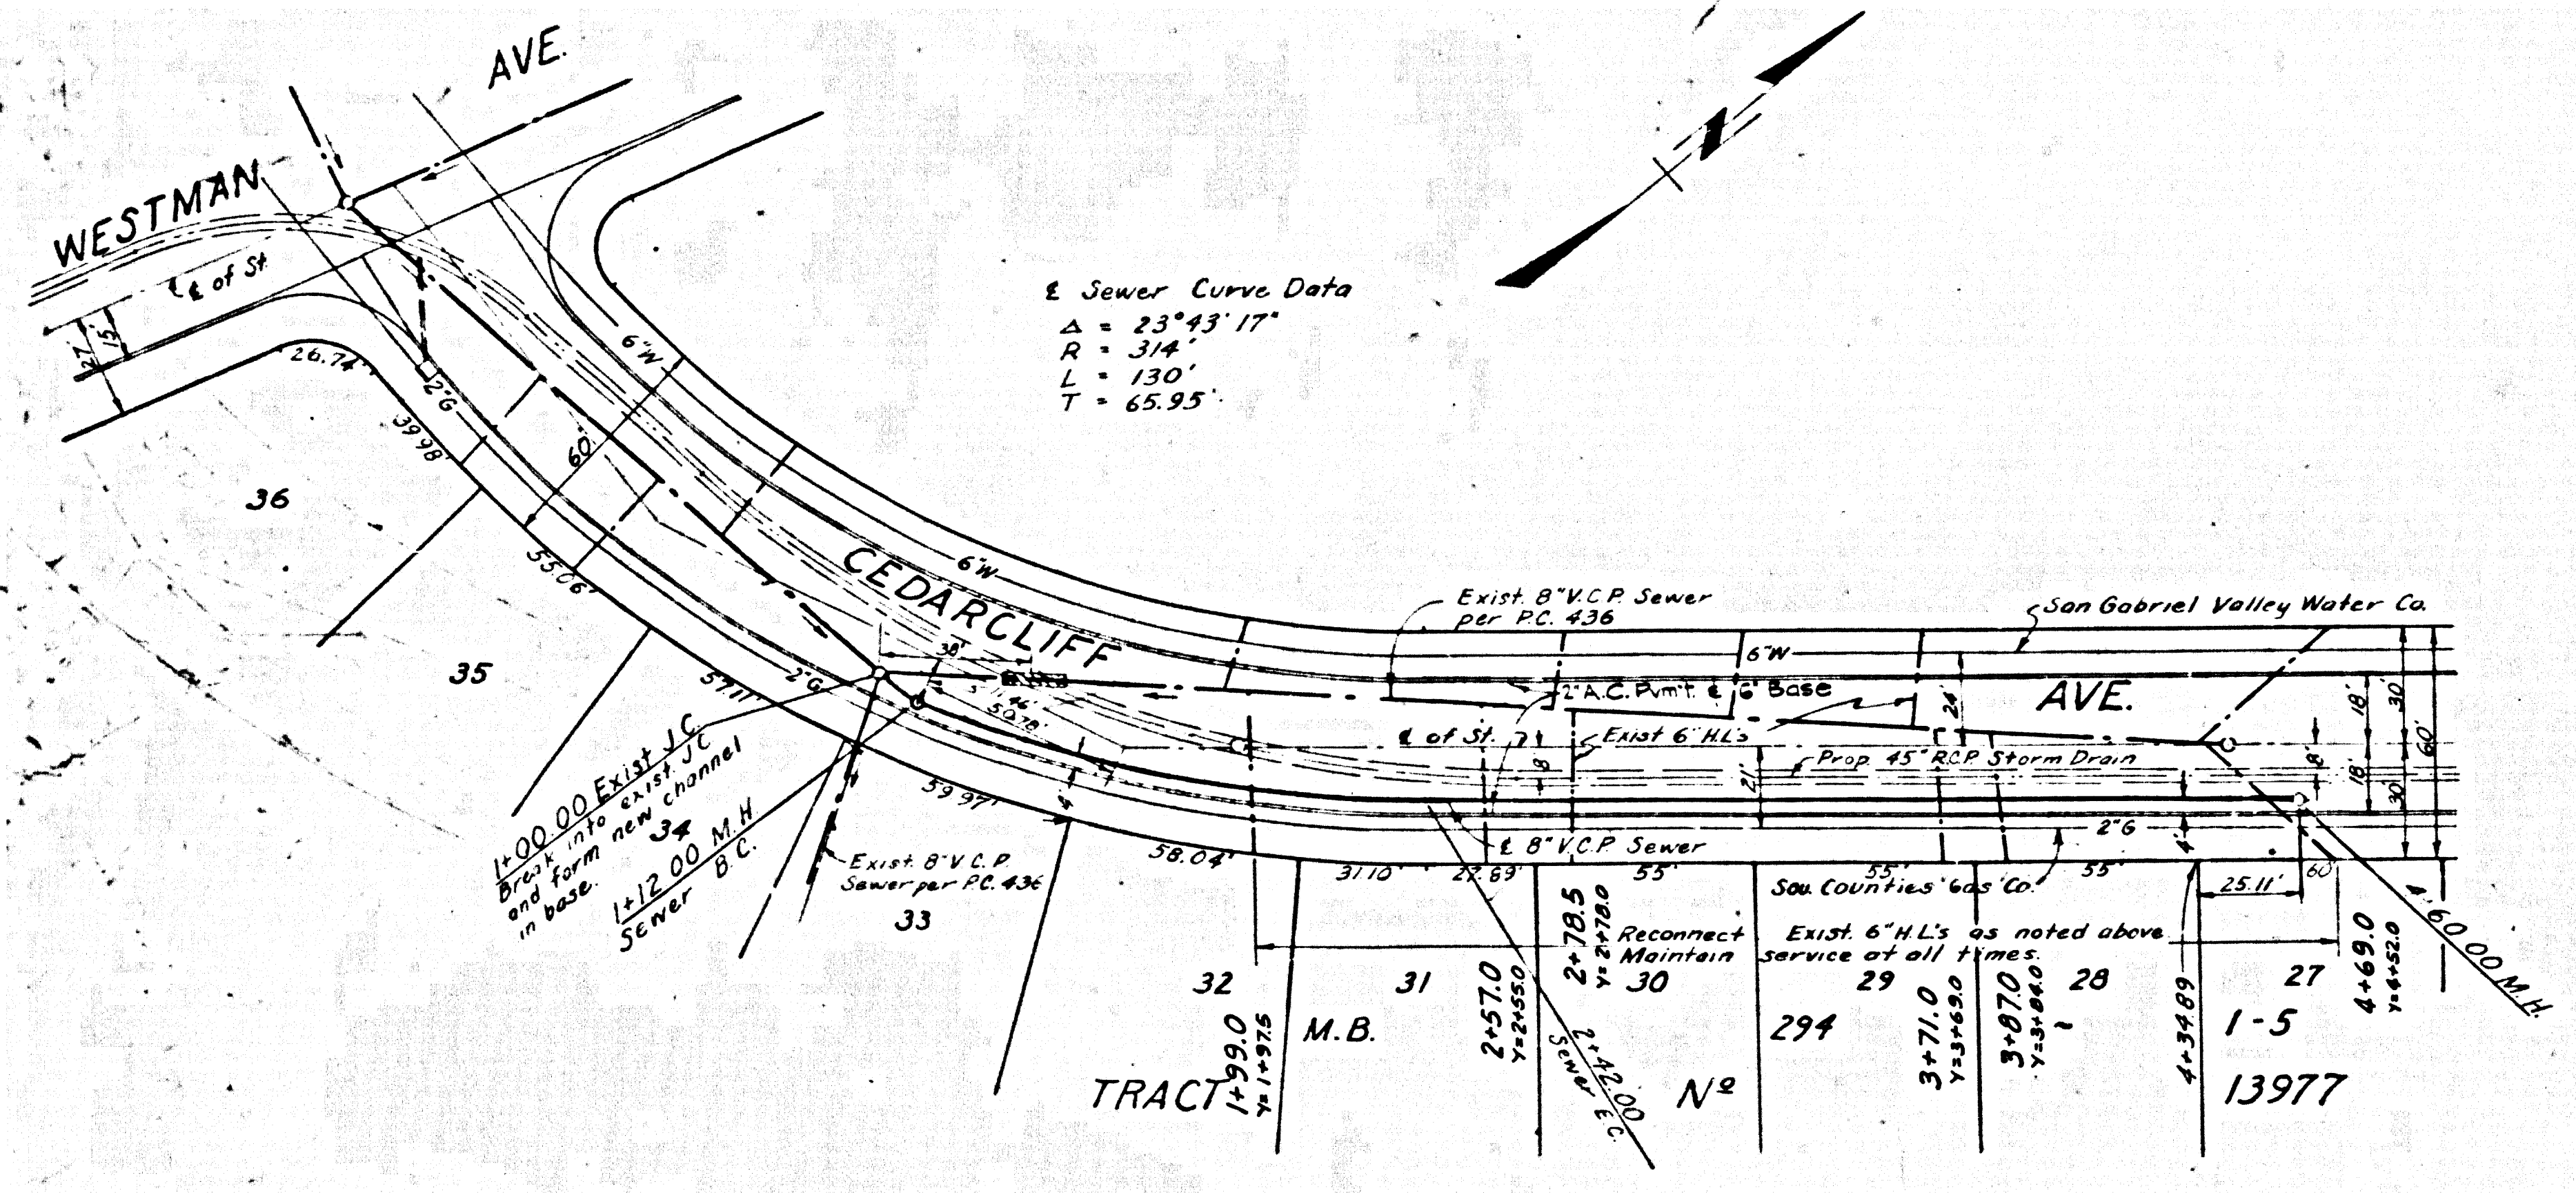 AVE.
WESTMAN
℄ of St.
27'
15'
26.74'
2"G
39.98'
6"W
60'
36
55.06'
35
57.11'
2"G
N
℄ Sewer Curve Data
Δ = 23°43'17"
R = 314'
L = 130'
T = 65.95'
CEDARCLIFF
6"W
38'
46'
50.78'
Exist. 8" V.C.P. Sewer
per P.C. 436
San Gabriel Valley Water Co.
6"W
2" A.C. Pvm't. & 6" Base
AVE.
24'
18'
30'
60'
℄ of St.
Exist 6" H.L's
8'
Prop. 45" R.C.P. Storm Drain
8'
21'
18'
30'
2"G
4'
4'
℄ 8" V.C.P. Sewer
1+00.00 Exist J.C.
Break into exist. J.C.
and form new channel
in base.
34
1+12.00 M.H.
Sewer B.C.
Exist. 8" V.C.P.
Sewer per P.C. 436
33
59.97'
58.04'
31.10'
55'
55'
55'
60'
Sou. Counties Gas Co.
25.11'
Reconnect Exist. 6" H.L's as noted above
Maintain service at all times.
32
31
30
29
28
27
1+99.0
Y=1+97.5
M.B.
2+57.0
Y=2+55.0
2+78.5
Y=2+78.0
2+42.00
Sewer E.C.
294
3+71.0
Y=3+69.0
3+87.0
Y=3+84.0
4+34.89
1-5
4+69.0
Y=4+52.0
60.00 M.H.
TRACT Nº 13977